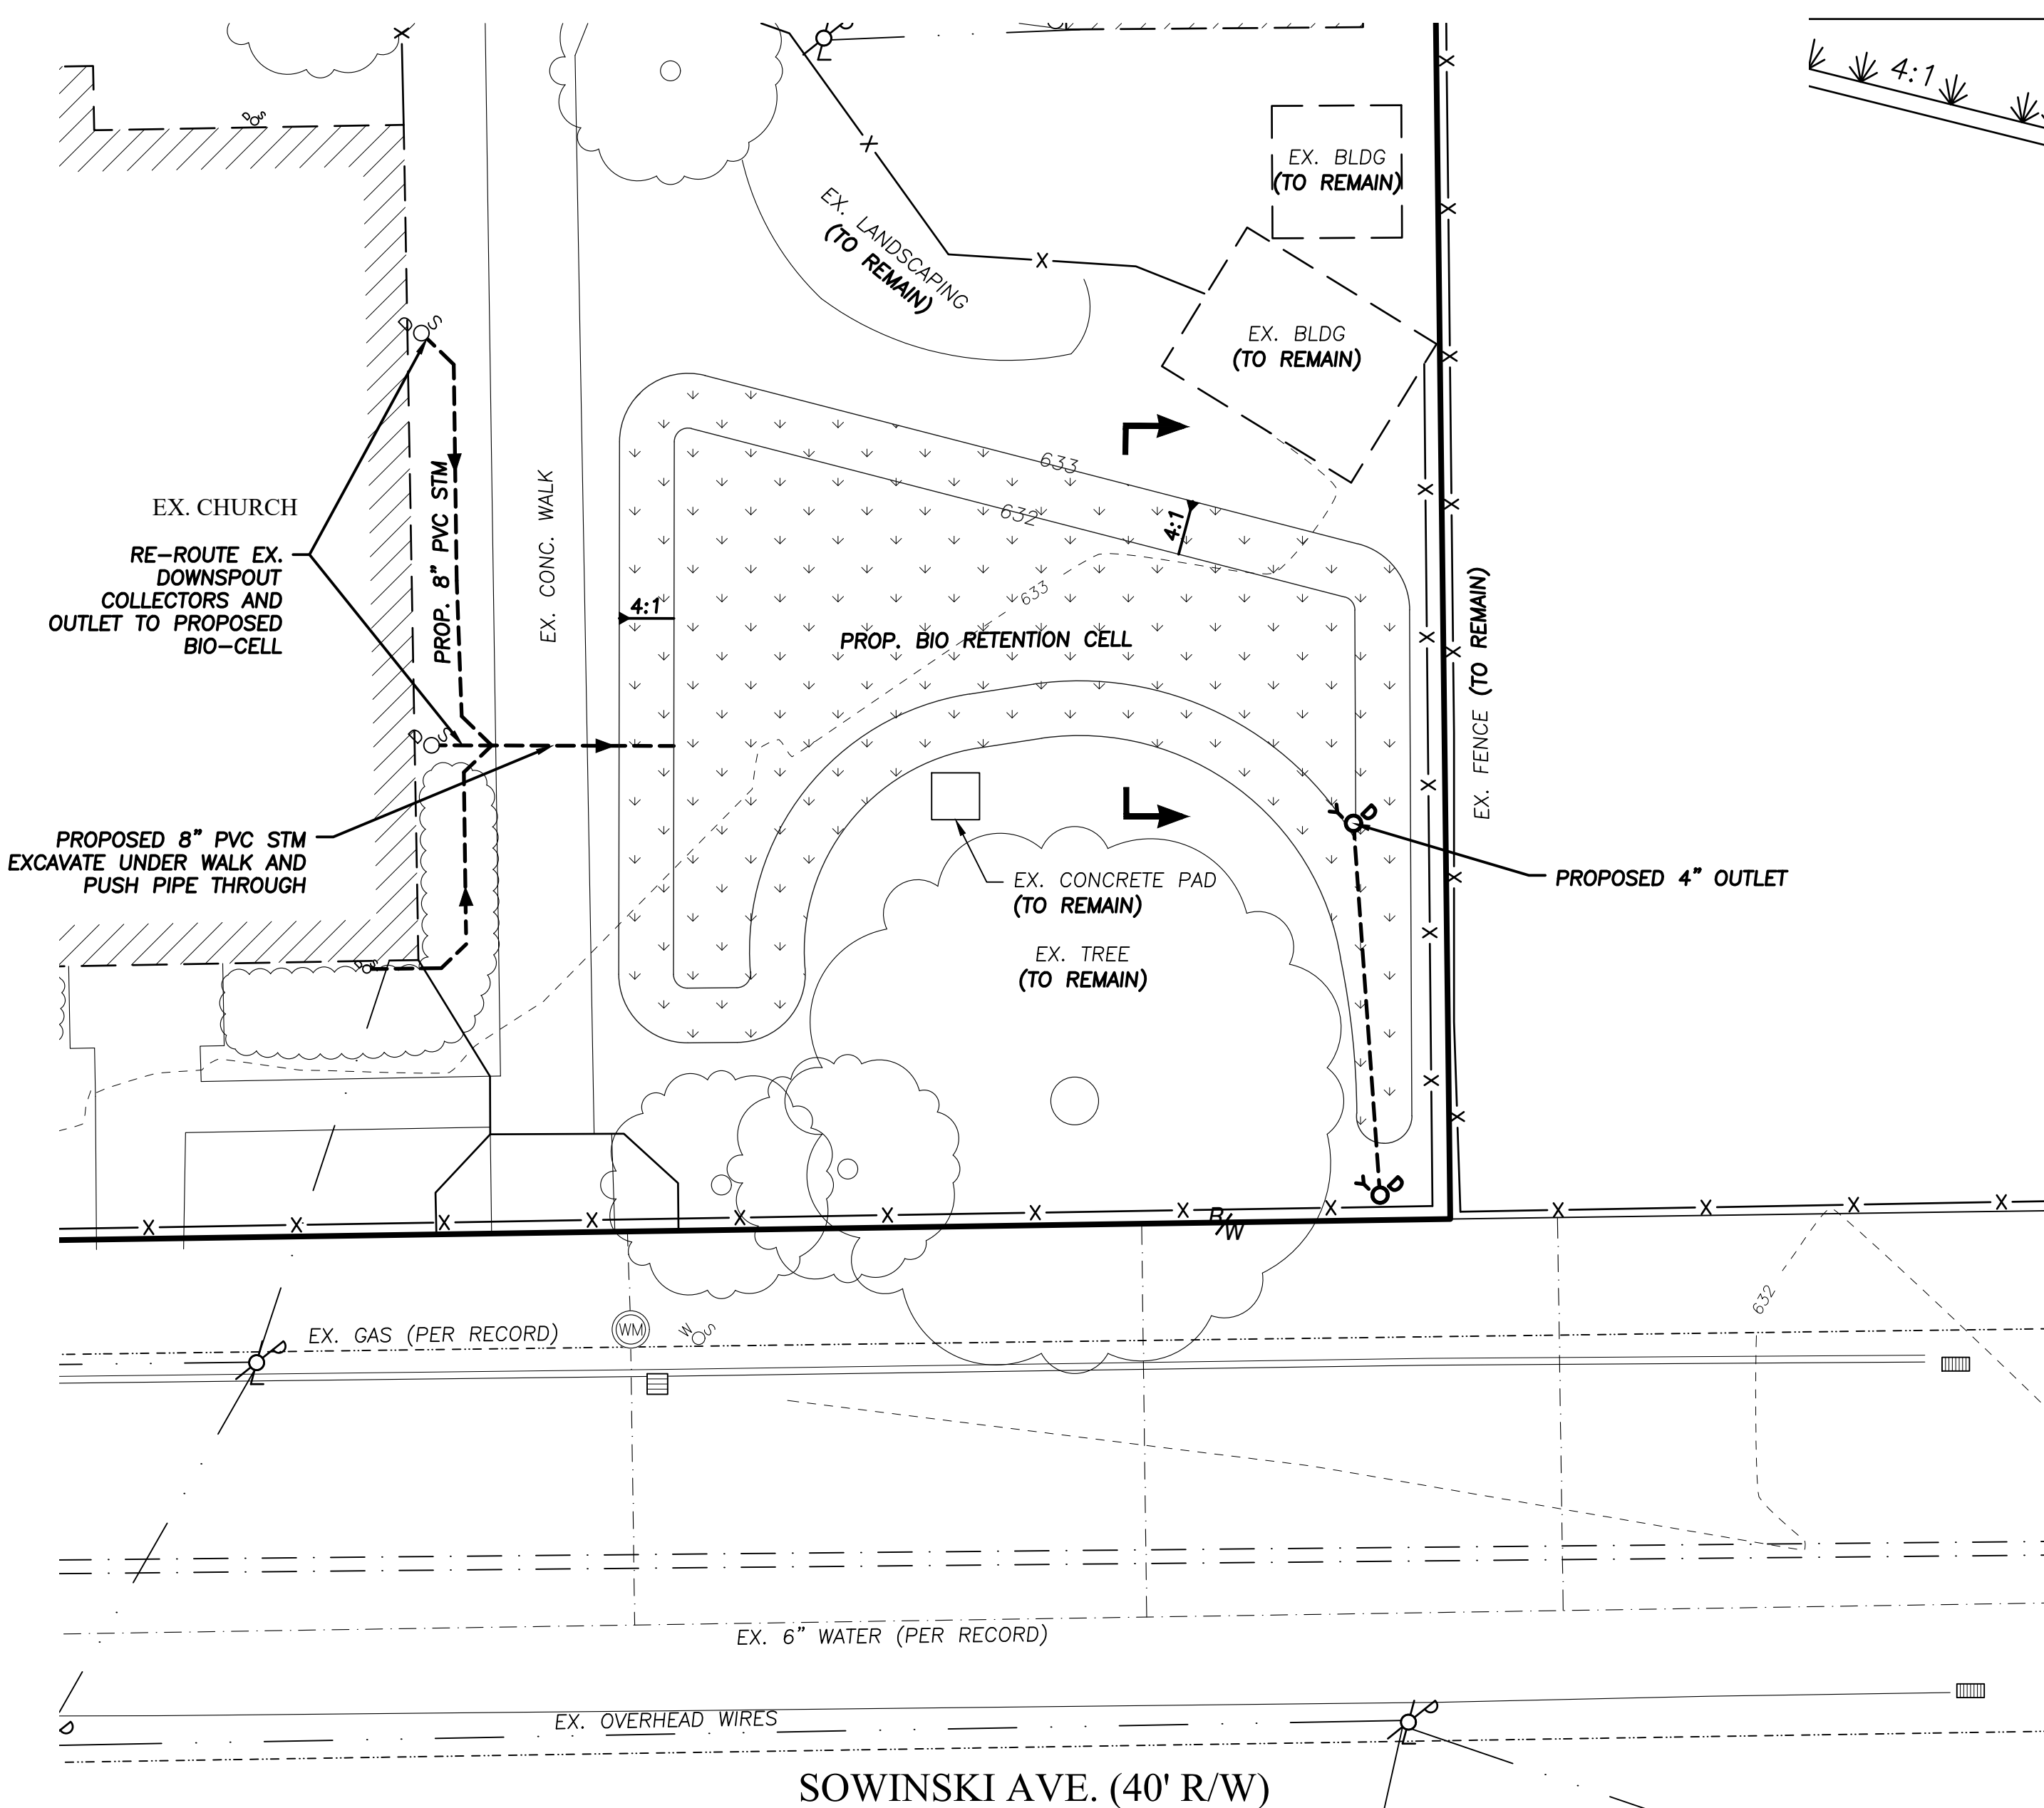 4:1
EX. BLDG
(TO REMAIN)
EX. LANDSCAPING
(TO REMAIN)
EX. BLDG
(TO REMAIN)
D S
D S
633
632
4:1
EX. CHURCH
RE-ROUTE EX.
DOWNSPOUT
COLLECTORS AND
OUTLET TO PROPOSED
BIO-CELL
PROP. 8" PVC STM
EX. CONC. WALK
4:1
633
PROP. BIO RETENTION CELL
EX. FENCE (TO REMAIN)
D S
PROPOSED 8" PVC STM
EXCAVATE UNDER WALK AND
PUSH PIPE THROUGH
Y D
PROPOSED 4" OUTLET
EX. CONCRETE PAD
(TO REMAIN)
EX. TREE
(TO REMAIN)
D S
Y D
R/W
632
EX. GAS (PER RECORD)
WM
W S
EX. 6" WATER (PER RECORD)
EX. OVERHEAD WIRES
SOWINSKI AVE. (40' R/W)